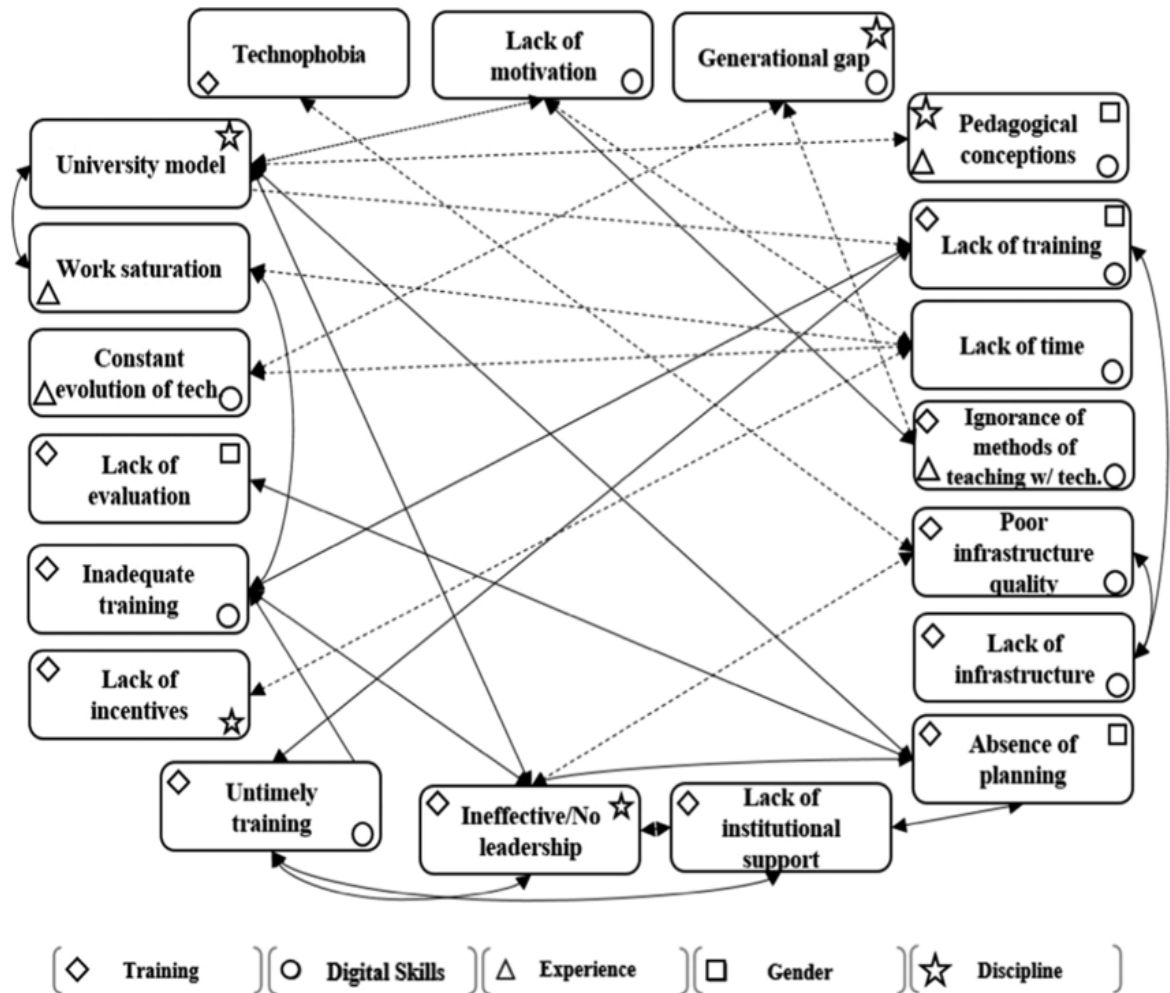 Technophobia
Lack of
motivation
Generational gap
Pedagogical
conceptions
University model
Lack of training
Work saturation
Lack of time
Constant
evolution of tech.
Ignorance of
methods of
teaching w/ tech.
Lack of
evaluation
Poor
infrastructure
quality
Inadequate
training
Lack of
infrastructure
Lack of
incentives
Absence of
planning
Untimely
training
Ineffective/No
leadership
Lack of
institutional
support
Training
Digital Skills
Experience
Gender
Discipline